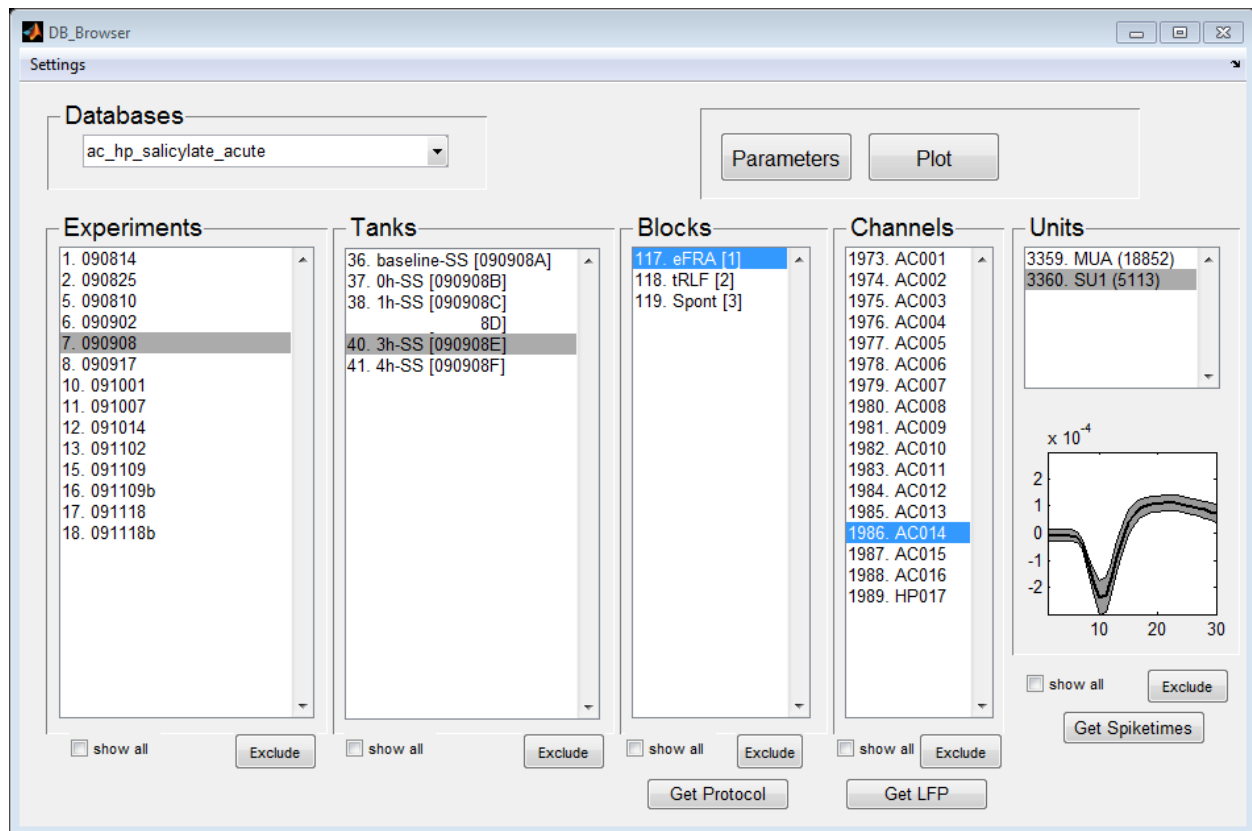 DB_Browser
Settings
Databases
ac_hp_salicylate_acute
Parameters
Plot
Experiments
1. 090814
2. 090825
5. 090810
6. 090902
7. 090908
8. 090917
10. 091001
11. 091007
12. 091014
13. 091102
15. 091109
16. 091109b
17. 091118
18. 091118b
show all
Exclude
Tanks
36. baseline-SS [090908A]
37. 0h-SS [090908B]
38. 1h-SS [090908C]
8D]
40. 3h-SS [090908E]
41. 4h-SS [090908F]
show all
Exclude
Blocks
117. eFRA [1]
118. tRLF [2]
119. Spont [3]
show all
Exclude
Get Protocol
Channels
1973. AC001
1974. AC002
1975. AC003
1976. AC004
1977. AC005
1978. AC006
1979. AC007
1980. AC008
1981. AC009
1982. AC010
1983. AC011
1984. AC012
1985. AC013
1986. AC014
1987. AC015
1988. AC016
1989. HP017
show all
Exclude
Get LFP
Units
3359. MUA (18852)
3360. SU1 (5113)
x 10^-4
2
1
0
-1
-2
10 20 30
show all
Exclude
Get Spiketimes